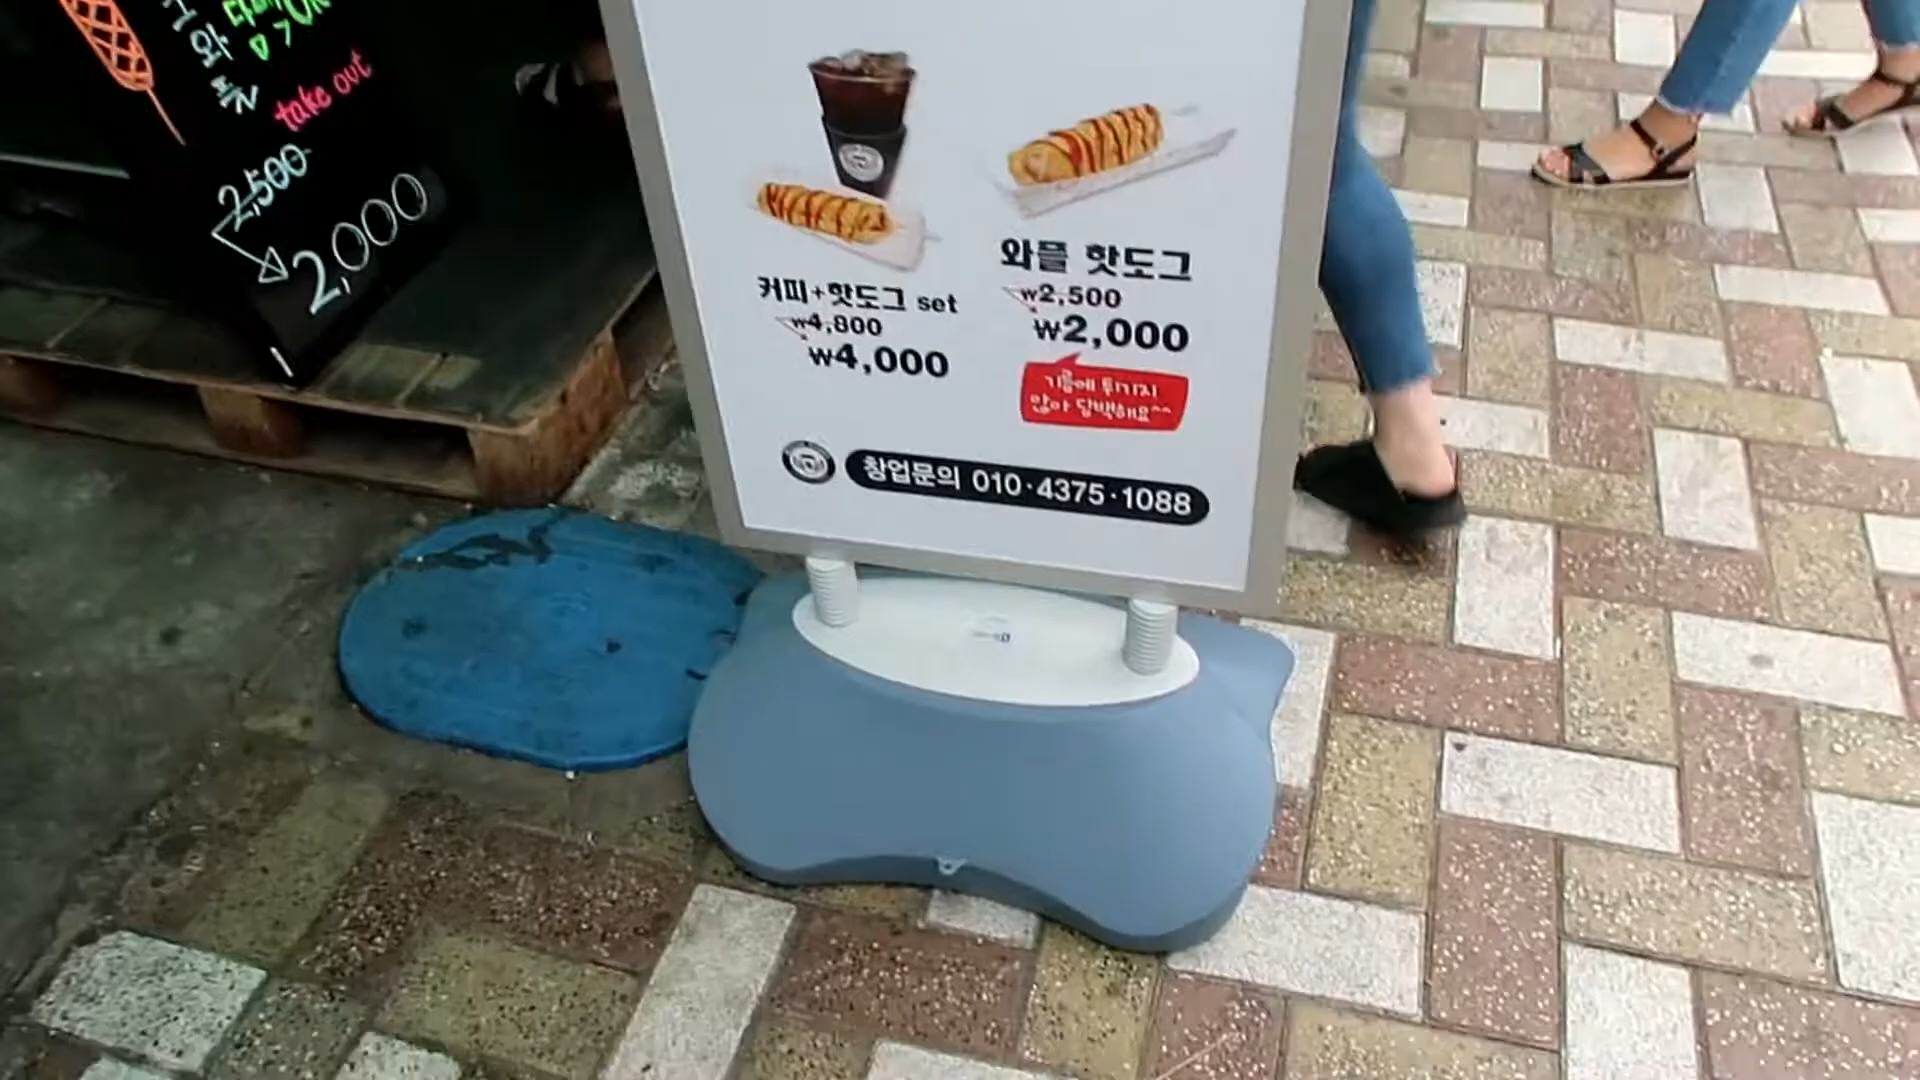 와플
take out
2,500
2,000
커피+핫도그 set
₩4,800
₩4,000
와플 핫도그
₩2,500
₩2,000
기름에 튀기지
않아 담백해요^^
창업문의 010·4375·1088